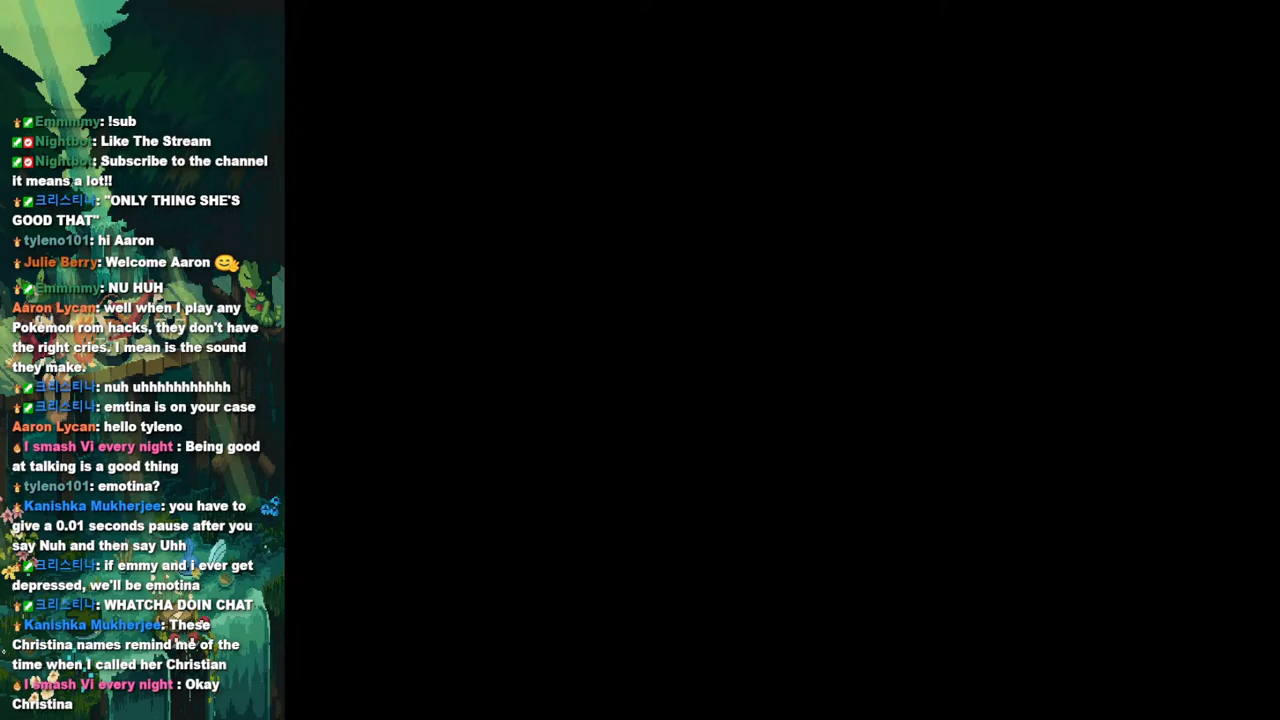 Emmmmy: !sub
Nightbot: Like The Stream
Nightbot: Subscribe to the channel
it means a lot!!
크리스티나: "ONLY THING SHE'S
GOOD THAT"
tyleno101: hi Aaron
Julie Berry: Welcome Aaron
Emmmmy: NU HUH
Aaron Lycan: well when I play any
Pokémon rom hacks, they don't have
the right cries. I mean is the sound
they make.
크리스티나: nuh uhhhhhhhhhhh
크리스티나: emtina is on your case
Aaron Lycan: hello tyleno
I smash Vi every night : Being good
at talking is a good thing
tyleno101: emotina?
Kanishka Mukherjee: you have to
give a 0.01 seconds pause after you
say Nuh and then say Uhh
크리스티나: if emmy and i ever get
depressed, we'll be emotina
크리스티나: WHATCHA DOIN CHAT
Kanishka Mukherjee: These
Christina names remind me of the
time when I called her Christian
I smash Vi every night : Okay
Christina